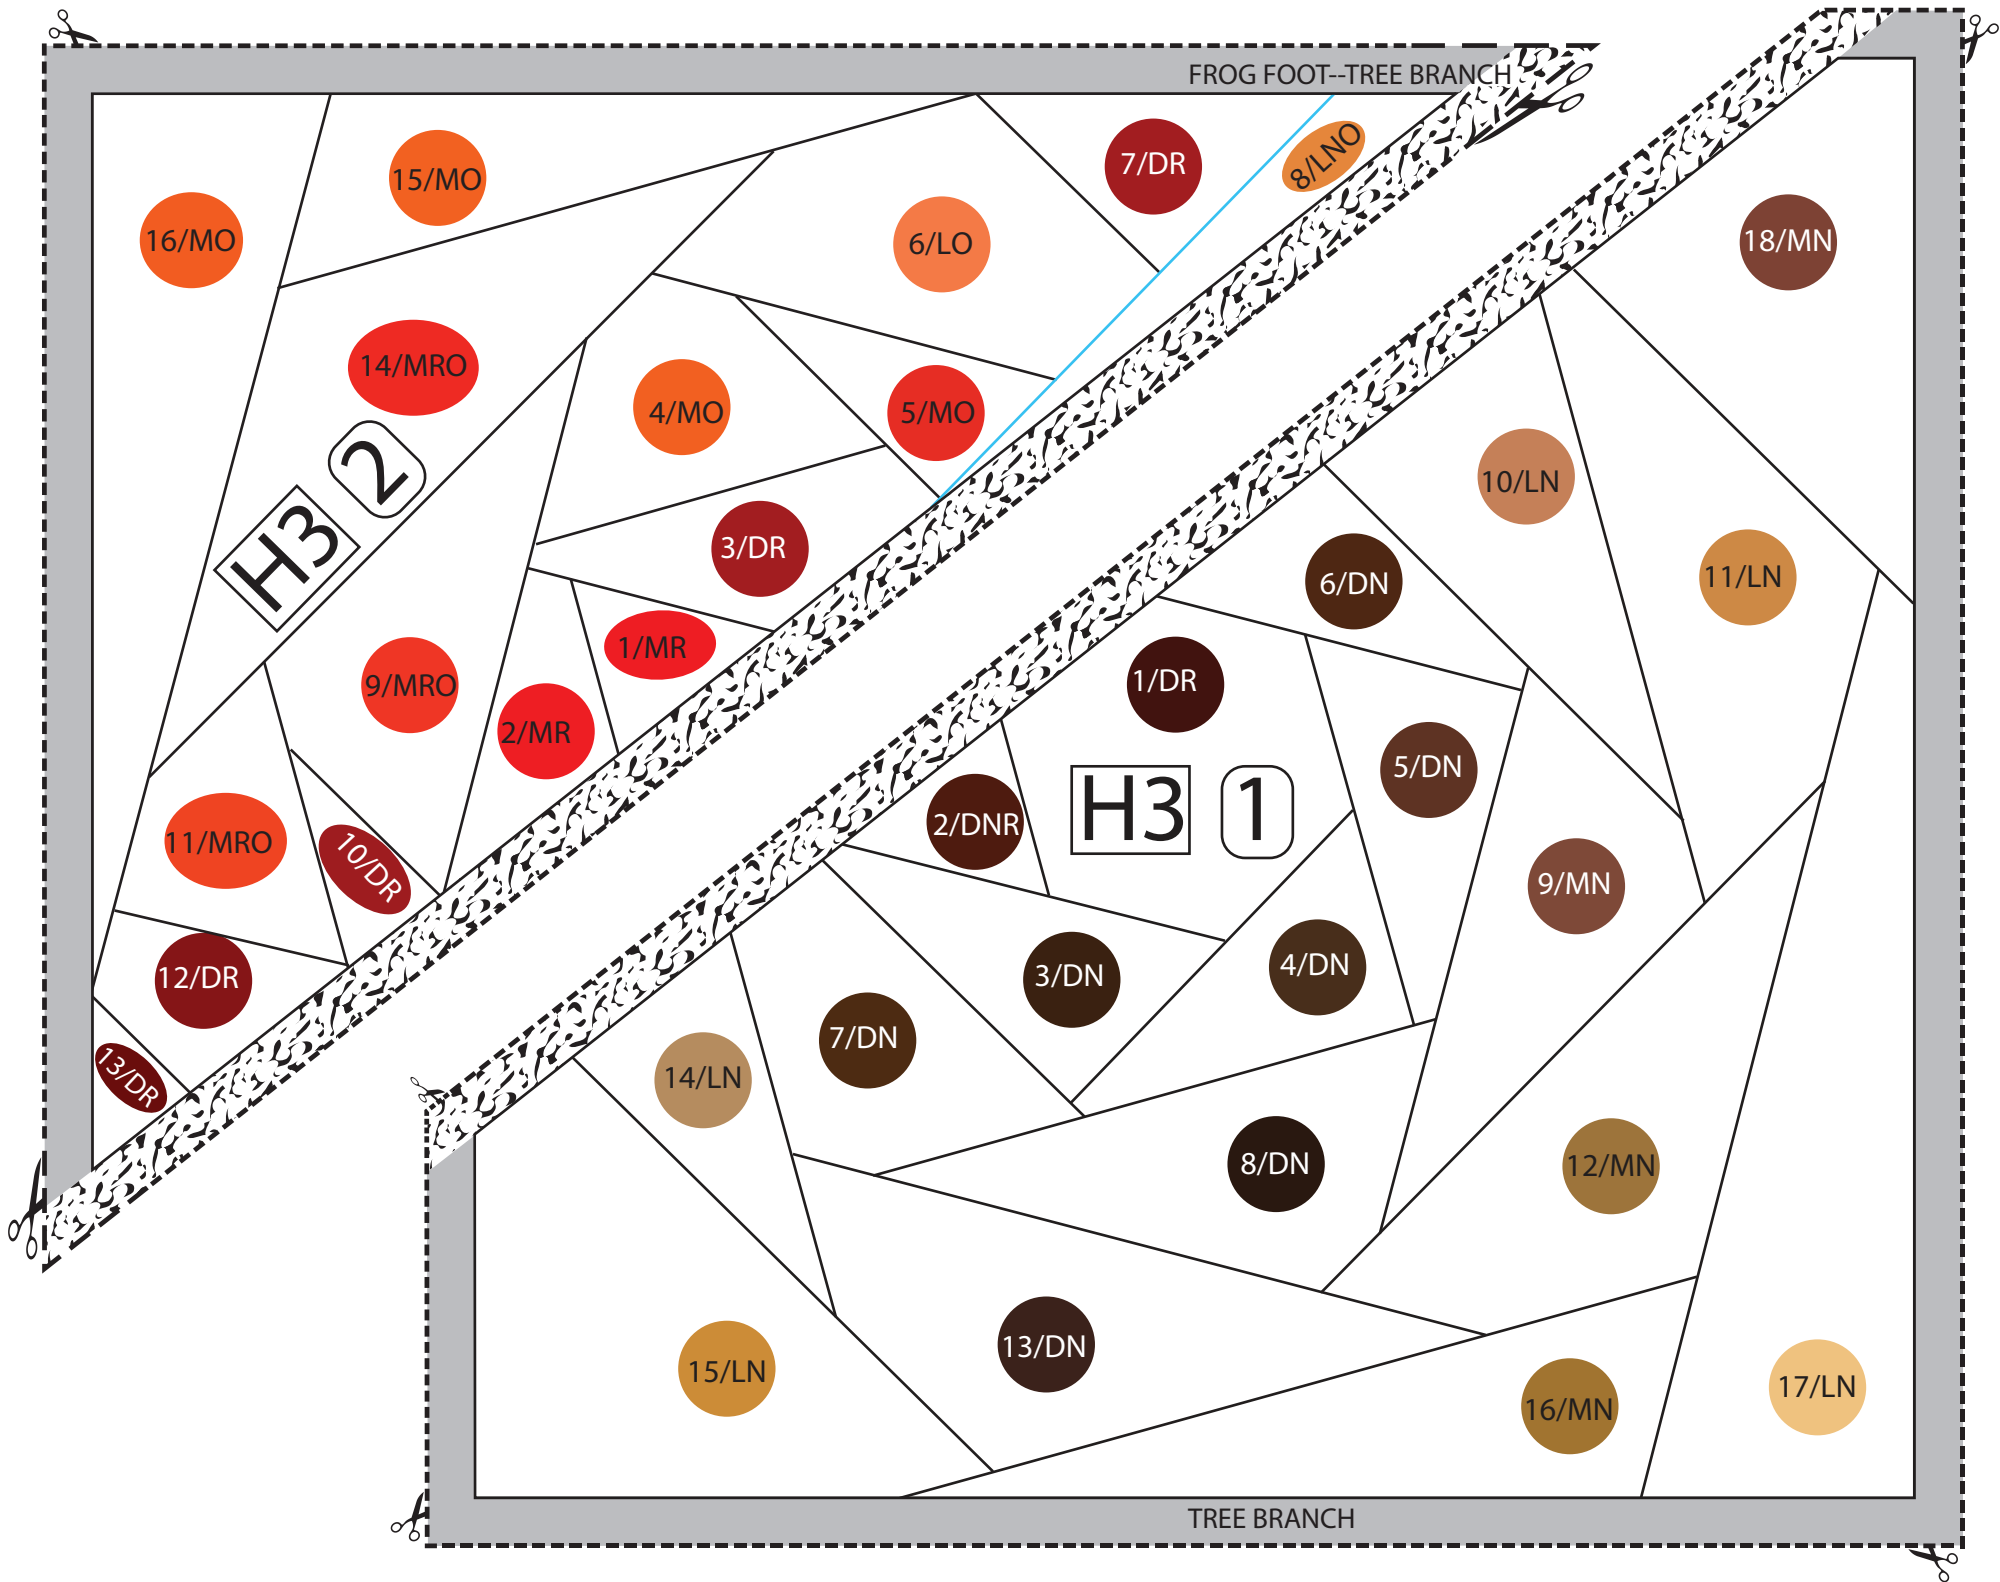 FROG FOOT--TREE BRANCH
16/MO
15/MO
7/DR
8/LNO
6/LO
14/MRO
4/MO
5/MO
H3 2
3/DR
1/MR
9/MRO
2/MR
11/MRO
10/DR
12/DR
13/DR
18/MN
10/LN
11/LN
6/DN
1/DR
5/DN
2/DNR
H3 1
9/MN
3/DN
4/DN
7/DN
14/LN
8/DN
12/MN
13/DN
15/LN
16/MN
17/LN
TREE BRANCH